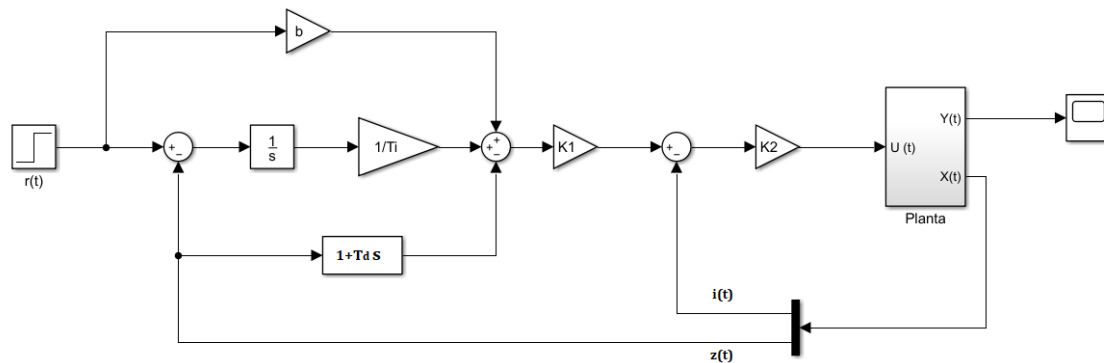 b
r(t)
+
−
1
s
1/Ti
+
+
−
K1
+
−
K2
U (t)
Y(t)
X(t)
Planta
1+Td s
i(t)
z(t)